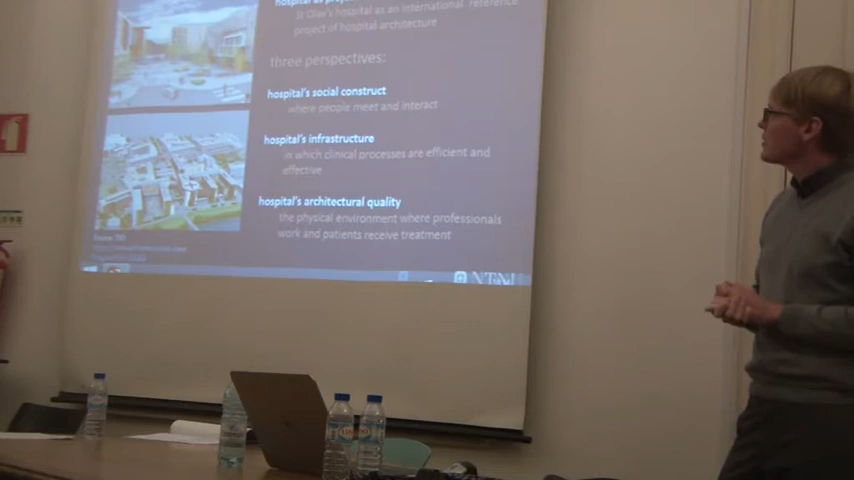 hospital as
St Olav's hospital as an international reference
project of hospital architecture
three perspectives:
hospital's social construct
where people meet and interact
hospital's infrastructure
in which clinical processes are efficient and
effective
hospital's architectural quality
the physical environment where professionals
work and patients receive treatment
NTNU